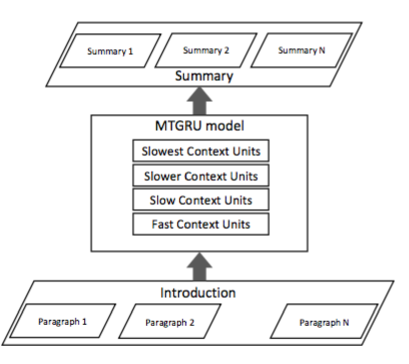 Summary 1
Summary 2
Summary N
Summary
MTGRU model
Slowest Context Units
Slower Context Units
Slow Context Units
Fast Context Units
Introduction
Paragraph 1
Paragraph 2
Paragraph N